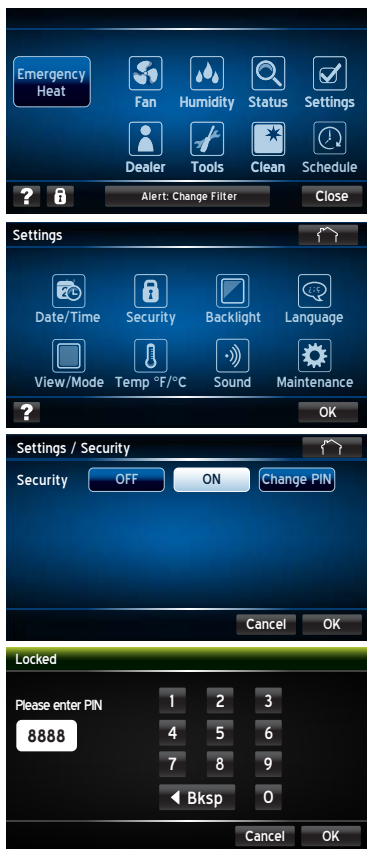 Emergency
Heat
Fan Humidity Status Settings
Dealer Tools Clean Schedule
? Alert: Change Filter Close
Settings
Date/Time Security Backlight Language
View/Mode Temp °F/°C Sound Maintenance
? OK
Settings / Security
Security OFF ON Change PIN
Cancel OK
Locked
Please enter PIN
8888
1 2 3
4 5 6
7 8 9
Bksp 0
Cancel OK